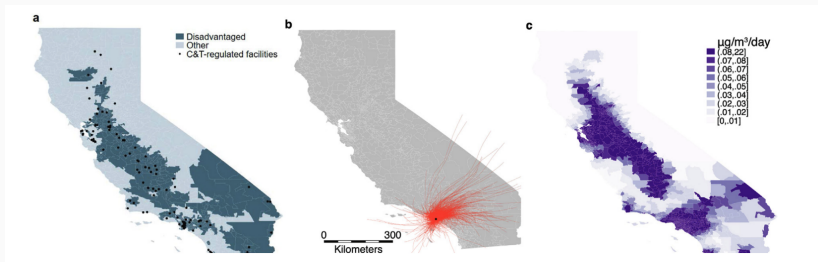 a
Disadvantaged
Other
C&T-regulated facilities
b
0 300
Kilometers
c
μg/m³/day
(.08,22]
(.07,.08]
(.06,.07]
(.05,.06]
(.04,.05]
(.03,.04]
(.02,.03]
(.01,.02]
[0,.01]